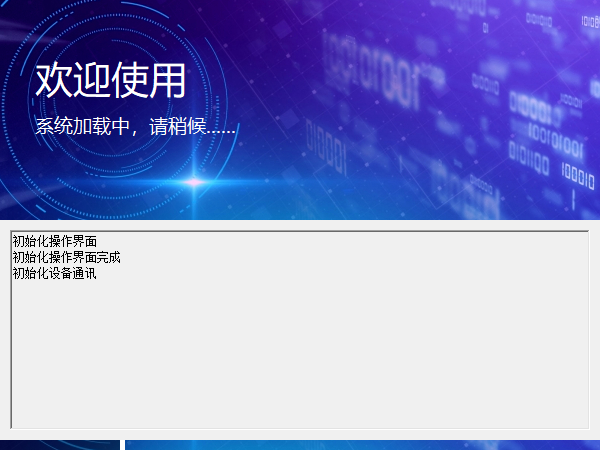 欢迎使用
系统加载中，请稍候......
初始化操作界面
初始化操作界面完成
初始化设备通讯